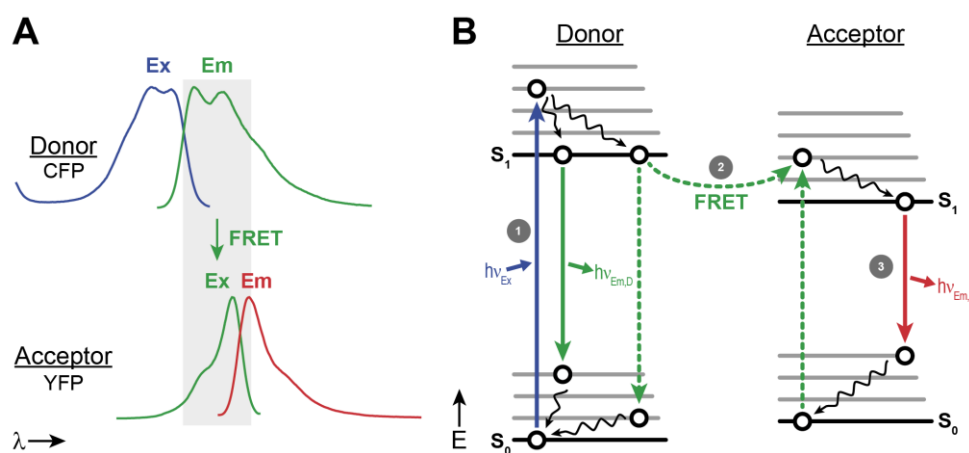 A
Ex Em
Donor
CFP
FRET
Ex Em
Acceptor
YFP
λ
B
Donor
Acceptor
S₁
2
FRET
S₁
1
hνEx
hνEm,D
3
hνEm,
E
S₀
S₀